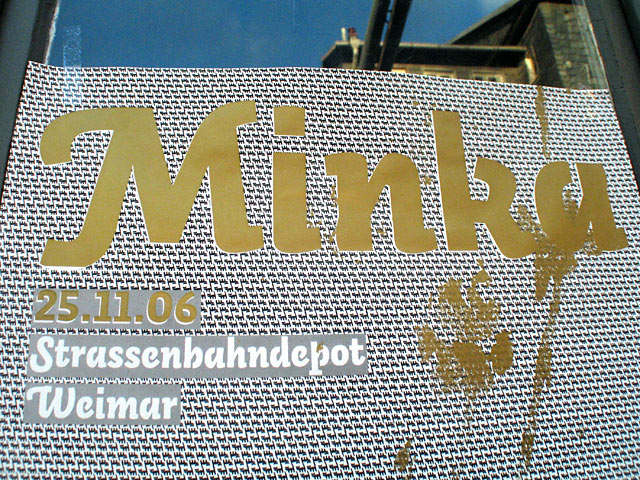 Minka
25.11.06
Strassenbahndepot
Weimar